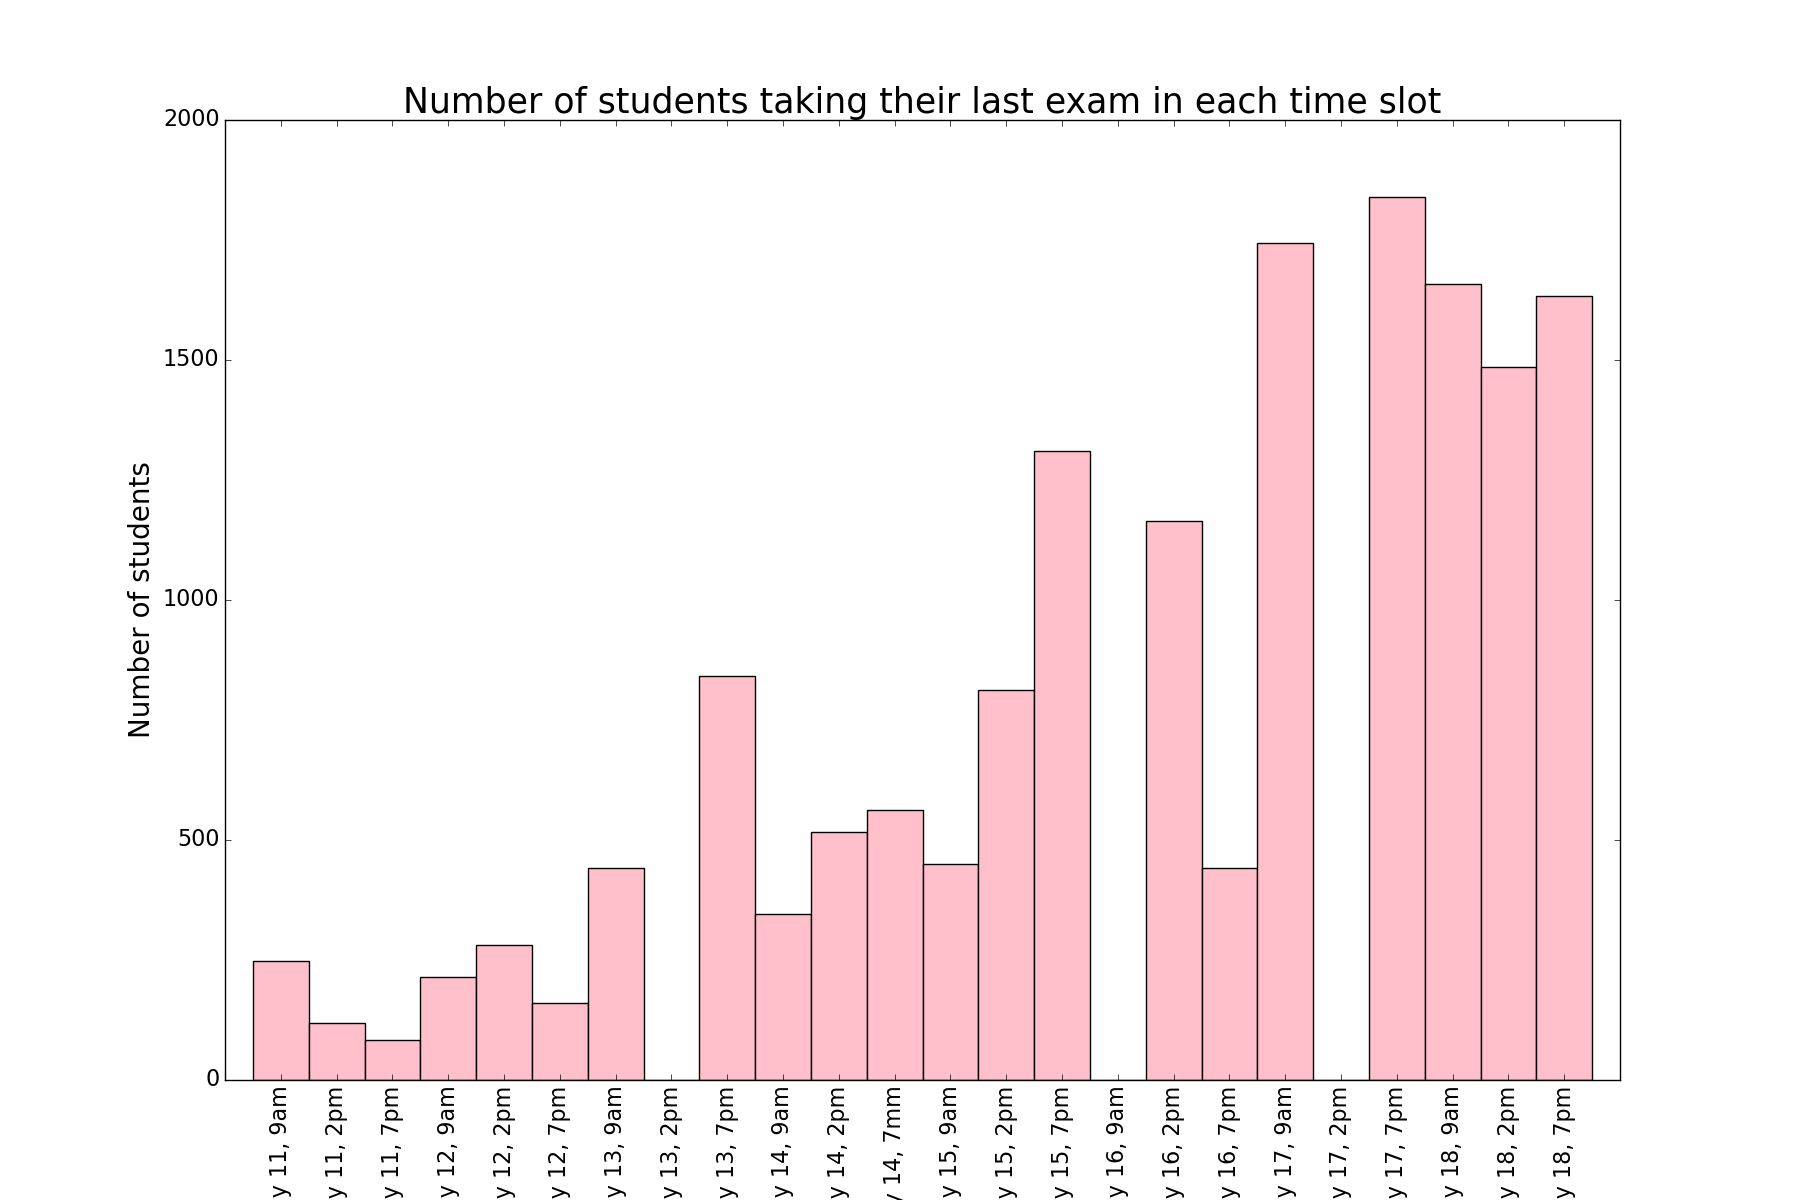 Number of students taking their last exam in each time slot
Number of students
2000
1500
1000
500
0
y 11, 9am
y 11, 2pm
y 11, 7pm
y 12, 9am
y 12, 2pm
y 12, 7pm
y 13, 9am
y 13, 2pm
y 13, 7pm
y 14, 9am
y 14, 2pm
y 14, 7mm
y 15, 9am
y 15, 2pm
y 15, 7pm
y 16, 9am
y 16, 2pm
y 16, 7pm
y 17, 9am
y 17, 2pm
y 17, 7pm
y 18, 9am
y 18, 2pm
y 18, 7pm